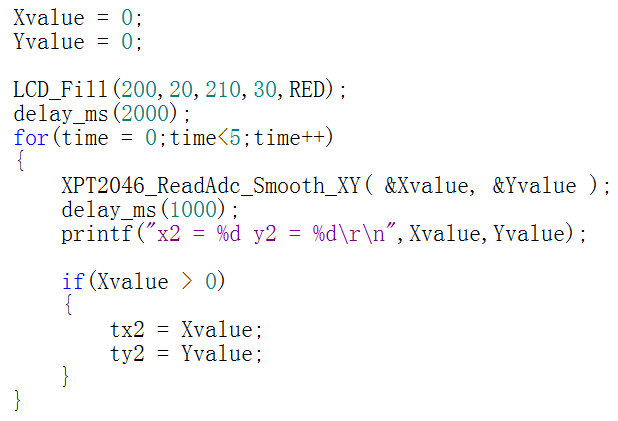 Xvalue = 0;
Yvalue = 0;

LCD_Fill(200,20,210,30,RED);
delay_ms(2000);
for(time = 0;time<5;time++)
{
    XPT2046_ReadAdc_Smooth_XY( &Xvalue, &Yvalue );
    delay_ms(1000);
    printf("x2 = %d y2 = %d\r\n",Xvalue,Yvalue);

    if(Xvalue > 0)
    {
        tx2 = Xvalue;
        ty2 = Yvalue;
    }
}